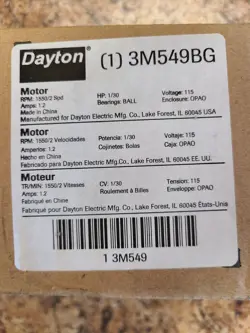 Dayton® (1) 3M549BG
Motor
RPM: 1550/2 Spd HP: 1/30 Voltage: 115
Amps: 1.2 Bearings: BALL Enclosure: OPAO
Made in China
Manufactured for Dayton Electric Mfg. Co., Lake Forest, IL 60045 USA
Motor
RPM: 1550/2 Velocidades Potencia: 1/30 Voltaje: 115
Amperios: 1.2 Cojinetes: Bolas Caja: OPAO
Hecho en China
Fabricado para Dayton Electric Mfg. Co., Lake Forest, IL 60045 EE. UU.
Moteur
TR/MIN: 1550/2 Vitesses CV: 1/30 Tension: 115
Amps: 1.2 Roulement à Billes Enveloppe: OPAO
Fabriqué en China
Fabriqué pour Dayton Electric Mfg. Co., Lake Forest, IL 60045 États-Unis
1 3M549